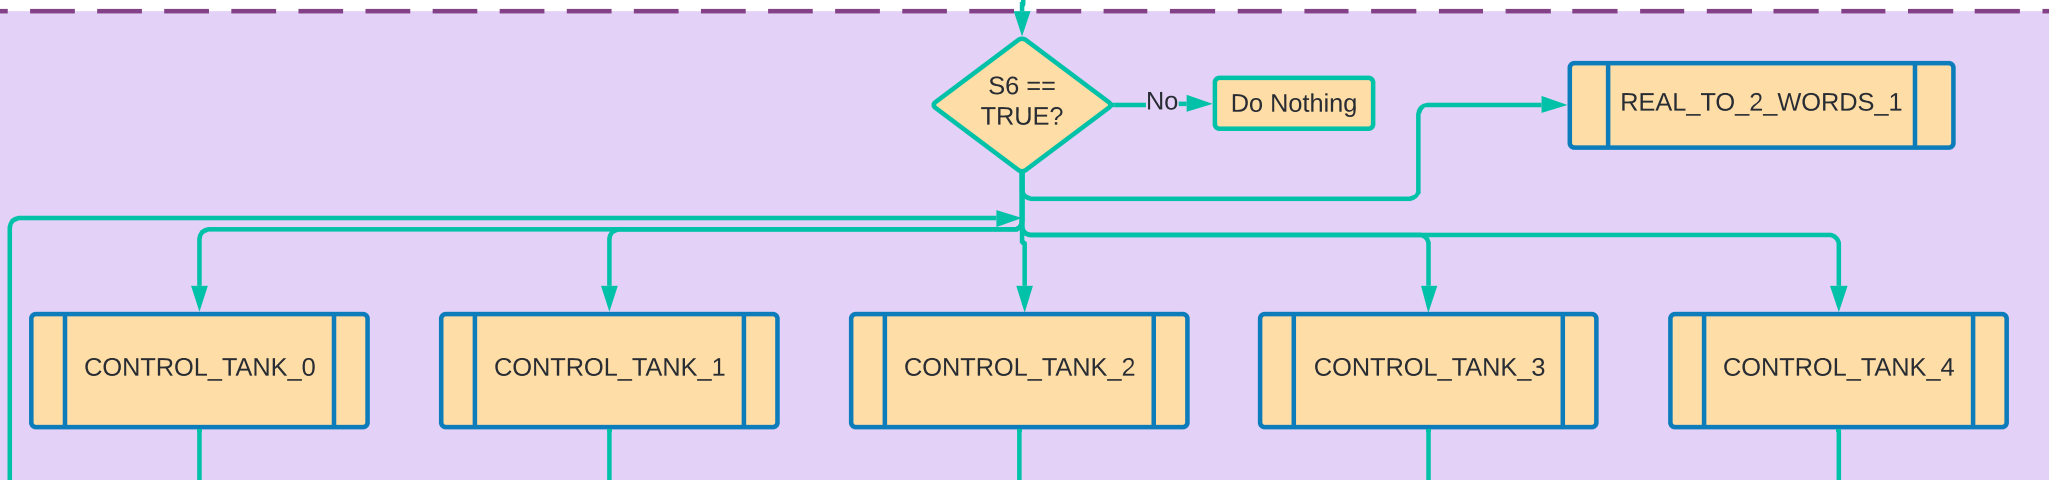 S6 ==
TRUE?
No
Do Nothing
REAL_TO_2_WORDS_1
CONTROL_TANK_0
CONTROL_TANK_1
CONTROL_TANK_2
CONTROL_TANK_3
CONTROL_TANK_4